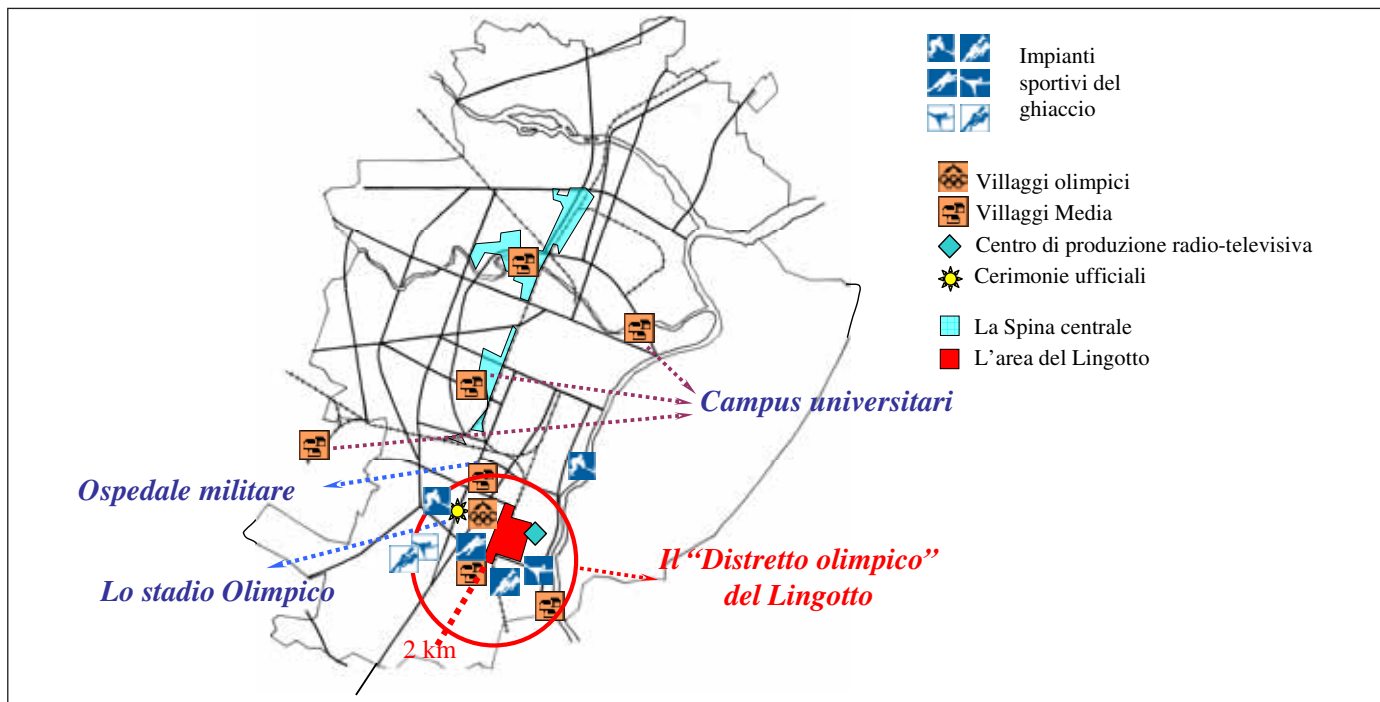 Impianti
sportivi del
ghiaccio
Villaggi olimpici
Villaggi Media
Centro di produzione radio-televisiva
Cerimonie ufficiali
La Spina centrale
L'area del Lingotto
Campus universitari
Ospedale militare
Lo stadio Olimpico
Il “Distretto olimpico”
del Lingotto
2 km